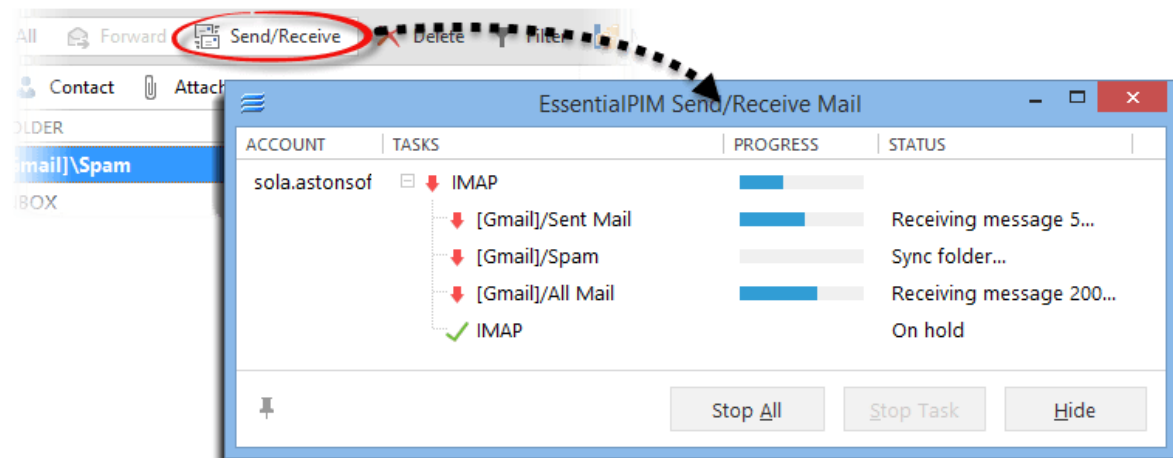 All Forward Send/Receive Delete Filter
Contact Attach
OLDER
mail]\Spam
BOX
EssentialPIM Send/Receive Mail
ACCOUNT TASKS PROGRESS STATUS
sola.astonsof IMAP
[Gmail]/Sent Mail Receiving message 5...
[Gmail]/Spam Sync folder...
[Gmail]/All Mail Receiving message 200...
IMAP On hold
Stop All Stop Task Hide